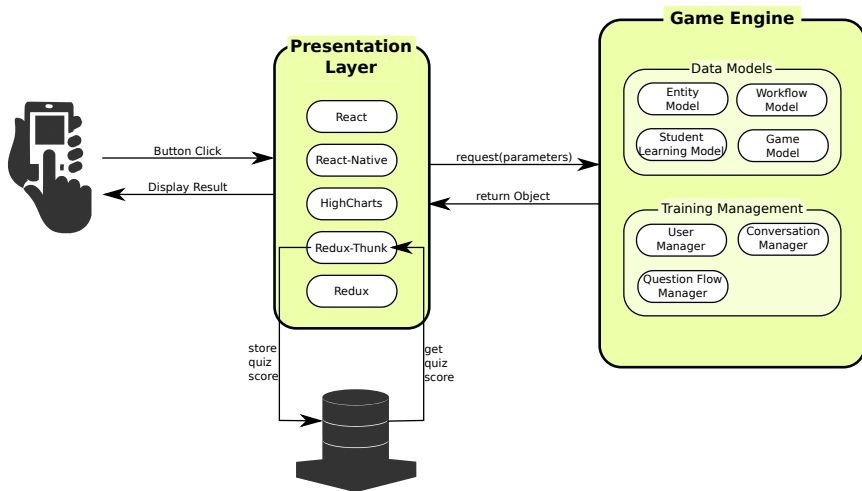 Presentation
Layer
React
React-Native
HighCharts
Redux-Thunk
Redux
Button Click
Display Result
request(parameters)
return Object
store
quiz
score
get
quiz
score
Game Engine
Data Models
Entity
Model
Workflow
Model
Student
Learning Model
Game
Model
Training Management
User
Manager
Conversation
Manager
Question Flow
Manager